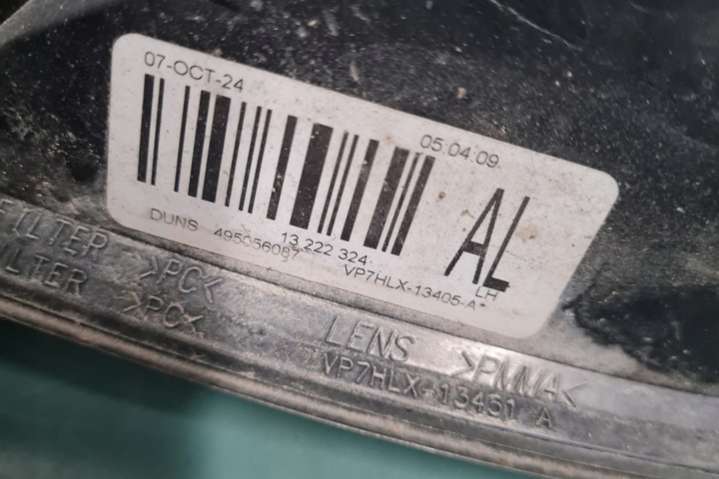 07-OCT-24
05.04.09
AL
13 222 324
DUNS 495056087
VP7HLX-13405-A*
LH
FILTER >PC<
FILTER >PC<
LENS >PMMA<
VP7HLX-13451 A